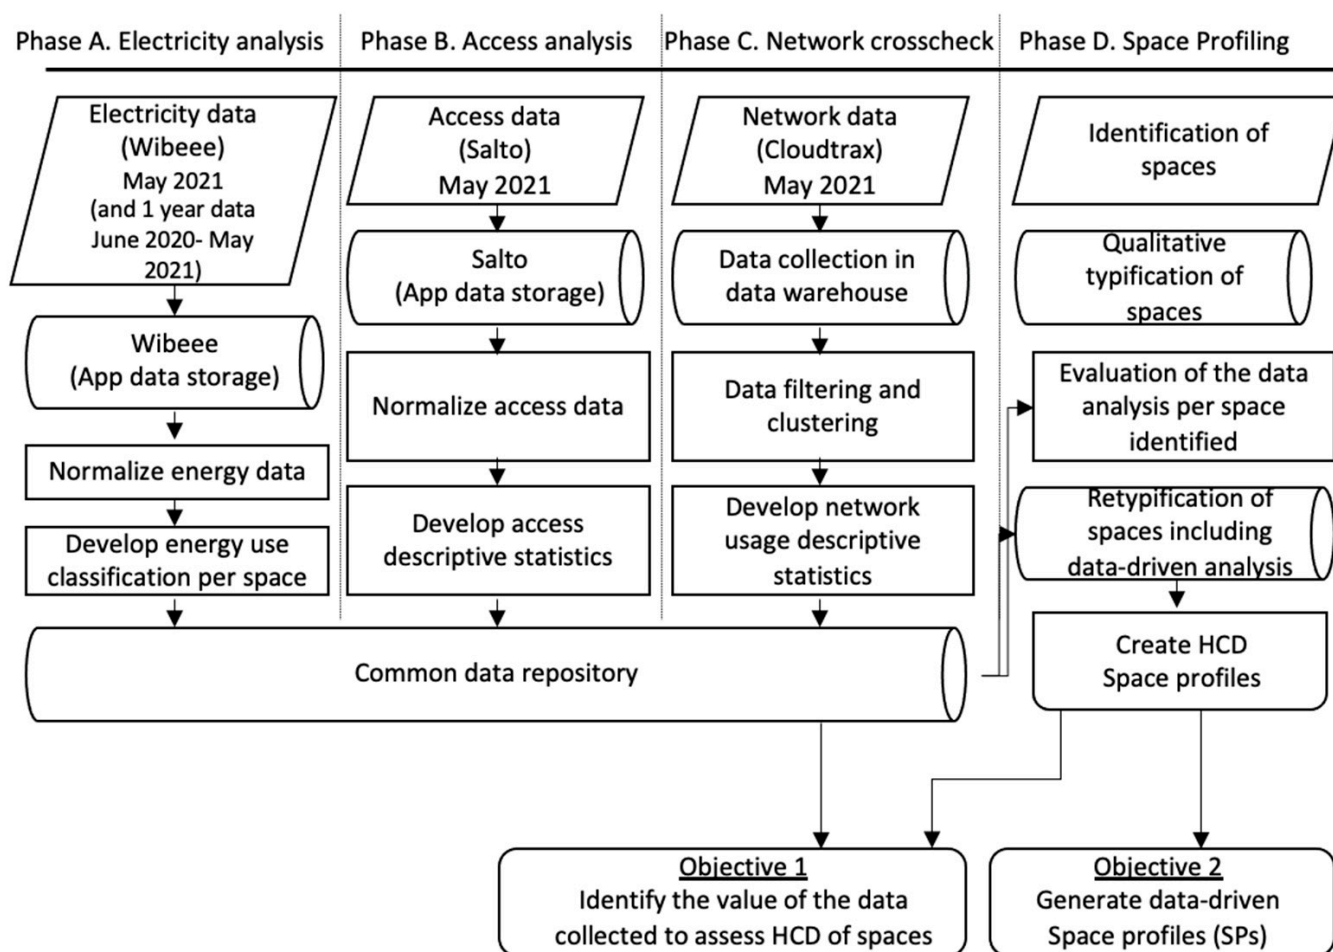 Phase A. Electricity analysis
Phase B. Access analysis
Phase C. Network crosscheck
Phase D. Space Profiling
Electricity data
(Wibeee)
May 2021
(and 1 year data
June 2020- May
2021)
Wibeee
(App data storage)
Normalize energy data
Develop energy use
classification per space
Access data
(Salto)
May 2021
Salto
(App data storage)
Normalize access data
Develop access
descriptive statistics
Network data
(Cloudtrax)
May 2021
Data collection in
data warehouse
Data filtering and
clustering
Develop network
usage descriptive
statistics
Common data repository
Identification of
spaces
Qualitative
typification of
spaces
Evaluation of the data
analysis per space
identified
Retypification of
spaces including
data-driven analysis
Create HCD
Space profiles
Objective 1
Identify the value of the data
collected to assess HCD of spaces
Objective 2
Generate data-driven
Space profiles (SPs)